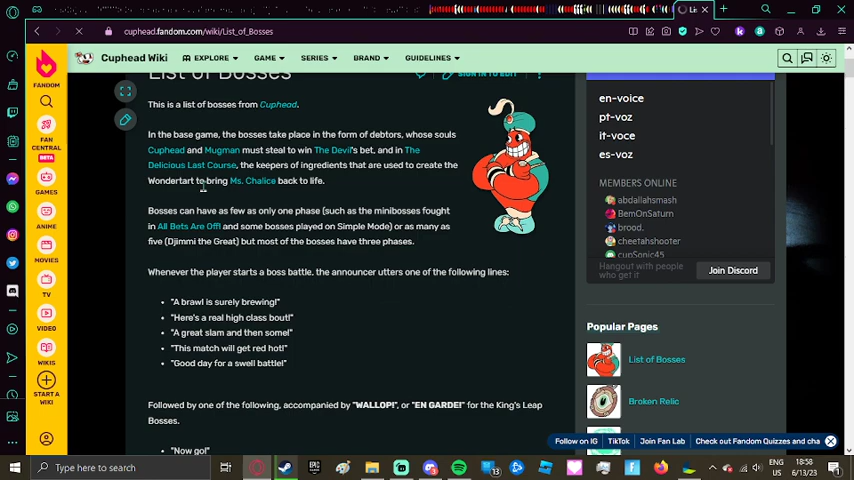 cuphead.fandom.com/wiki/List_of_Bosses
FANDOM
FAN CENTRAL
BETA
GAMES
ANIME
MOVIES
TV
VIDEO
WIKIS
START A WIKI
Cuphead Wiki
EXPLORE
GAME
SERIES
BRAND
GUIDELINES
List of Bosses
SIGN IN TO EDIT
This is a list of bosses from Cuphead.
In the base game, the bosses take place in the form of debtors, whose souls
Cuphead and Mugman must steal to win The Devil's bet, and in The
Delicious Last Course, the keepers of ingredients that are used to create the
Wondertart to bring Ms. Chalice back to life.
Bosses can have as few as only one phase (such as the minibosses fought
in All Bets Are Off! and some bosses played on Simple Mode) or as many as
five (Djimmi the Great) but most of the bosses have three phases.
Whenever the player starts a boss battle, the announcer utters one of the following lines:
• "A brawl is surely brewing!"
• "Here's a real high class bout!"
• "A great slam and then some!"
• "This match will get red hot!"
• "Good day for a swell battle!"
Followed by one of the following, accompanied by "WALLOP!", or "EN GARDE!" for the King's Leap
Bosses.
• "Now go!"
en-voice
pt-voz
it-voce
es-voz
MEMBERS ONLINE
abdallahsmash
BemOnSaturn
brood.
cheetahshooter
cupSonic45
Hangout with people
who get it
Join Discord
Popular Pages
List of Bosses
Broken Relic
Follow on IG
TikTok
Join Fan Lab
Check out Fandom Quizzes and cha
Type here to search
EPIC
GAMES
13
ENG
US
18:58
6/13/23